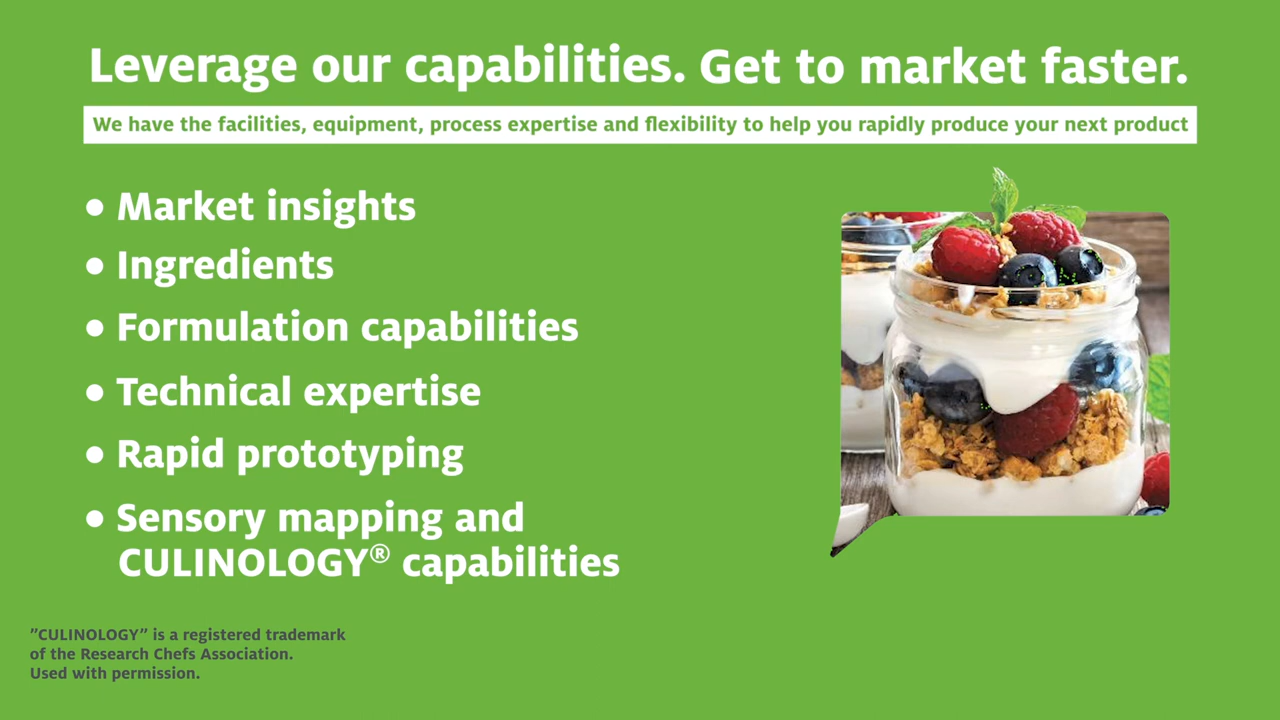 Leverage our capabilities. Get to market faster.
We have the facilities, equipment, process expertise and flexibility to help you rapidly produce your next product
• Market insights
• Ingredients
• Formulation capabilities
• Technical expertise
• Rapid prototyping
• Sensory mapping and
CULINOLOGY® capabilities
”CULINOLOGY” is a registered trademark
of the Research Chefs Association.
Used with permission.